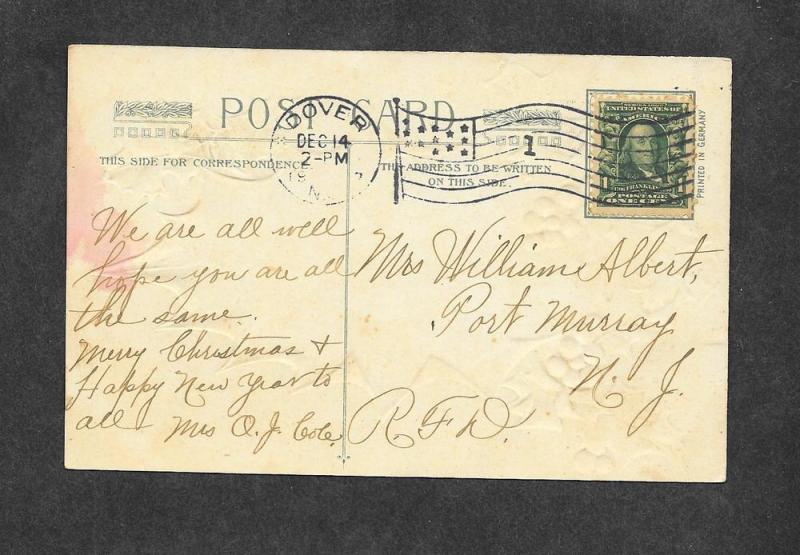 POST CARD
DOVER
DEC 14
2-PM
19 7
N
1
THIS SIDE FOR CORRESPONDENCE.
THE ADDRESS TO BE WRITTEN
ON THIS SIDE.
UNITED STATES OF
AMERICA
FRANKLIN
POSTAGE
ONE CENT
PRINTED IN GERMANY
We are all well
hope you are all
the same.
Merry Christmas &
Happy New Year to
all - Mrs O. J. Cole.
Mrs William Albert,
Port Murray
N. J.
R. F. D.